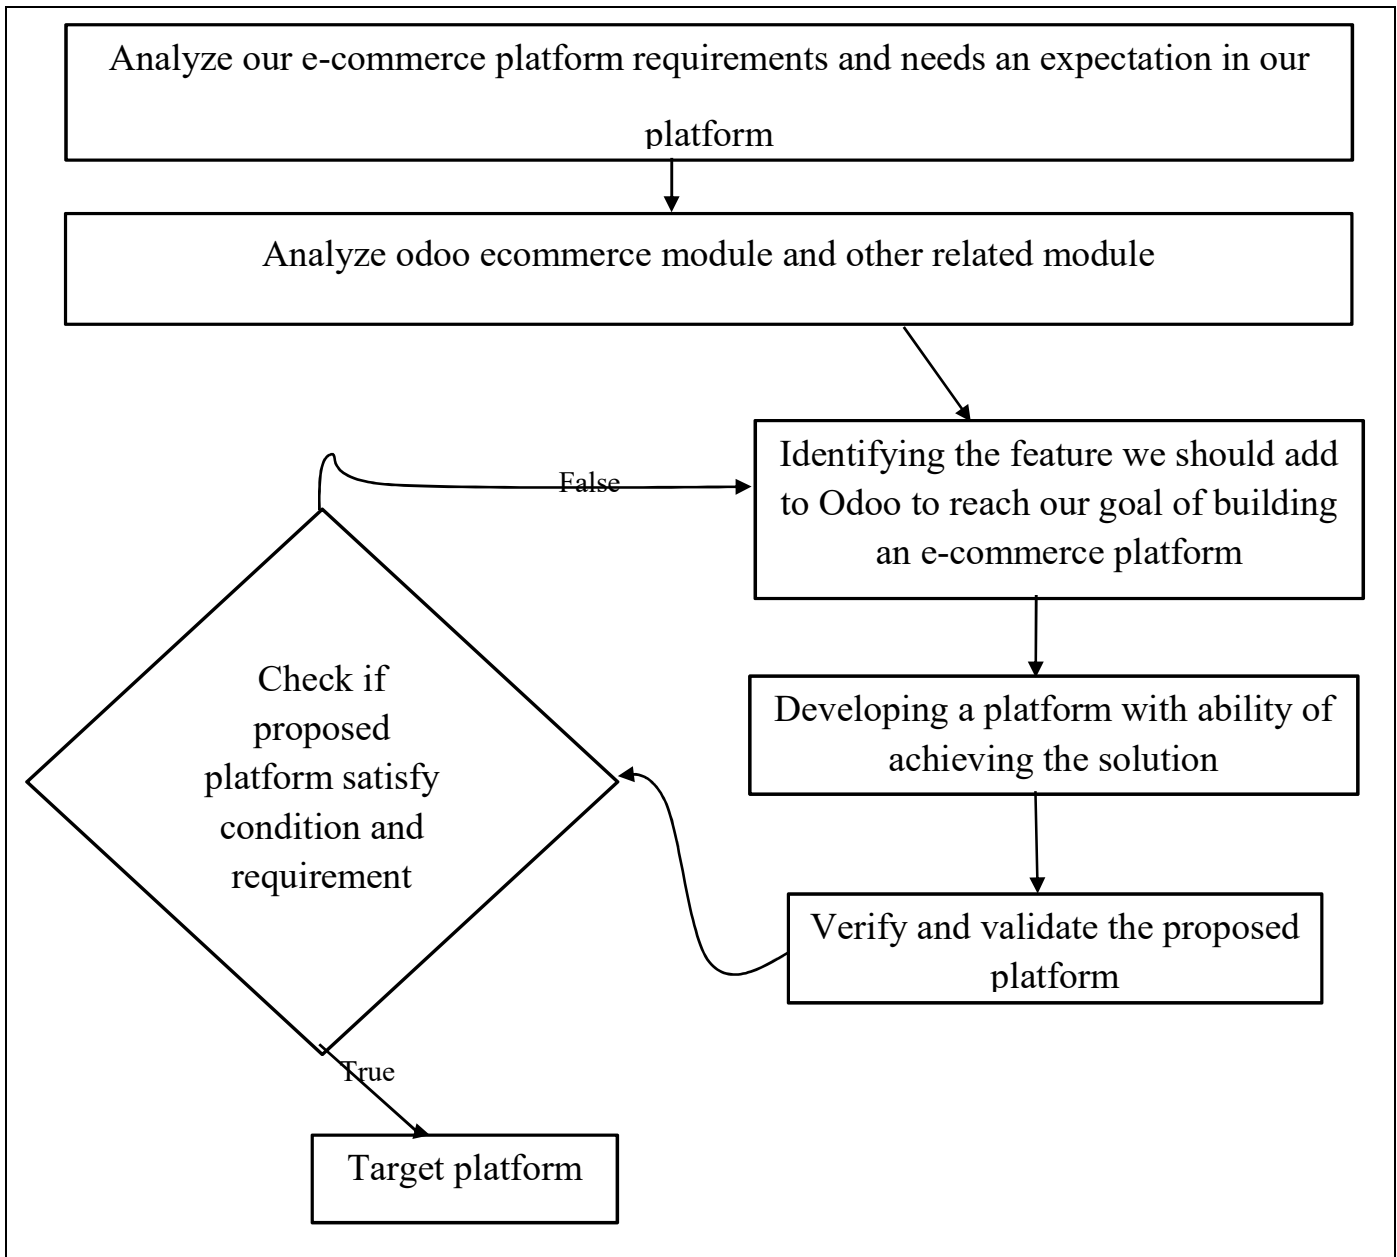 Analyze our e-commerce platform requirements and needs an expectation in our
platform
Analyze odoo ecommerce module and other related module
Identifying the feature we should add
to Odoo to reach our goal of building
an e-commerce platform
False
Developing a platform with ability of
achieving the solution
Verify and validate the proposed
platform
Check if
proposed
platform satisfy
condition and
requirement
True
Target platform